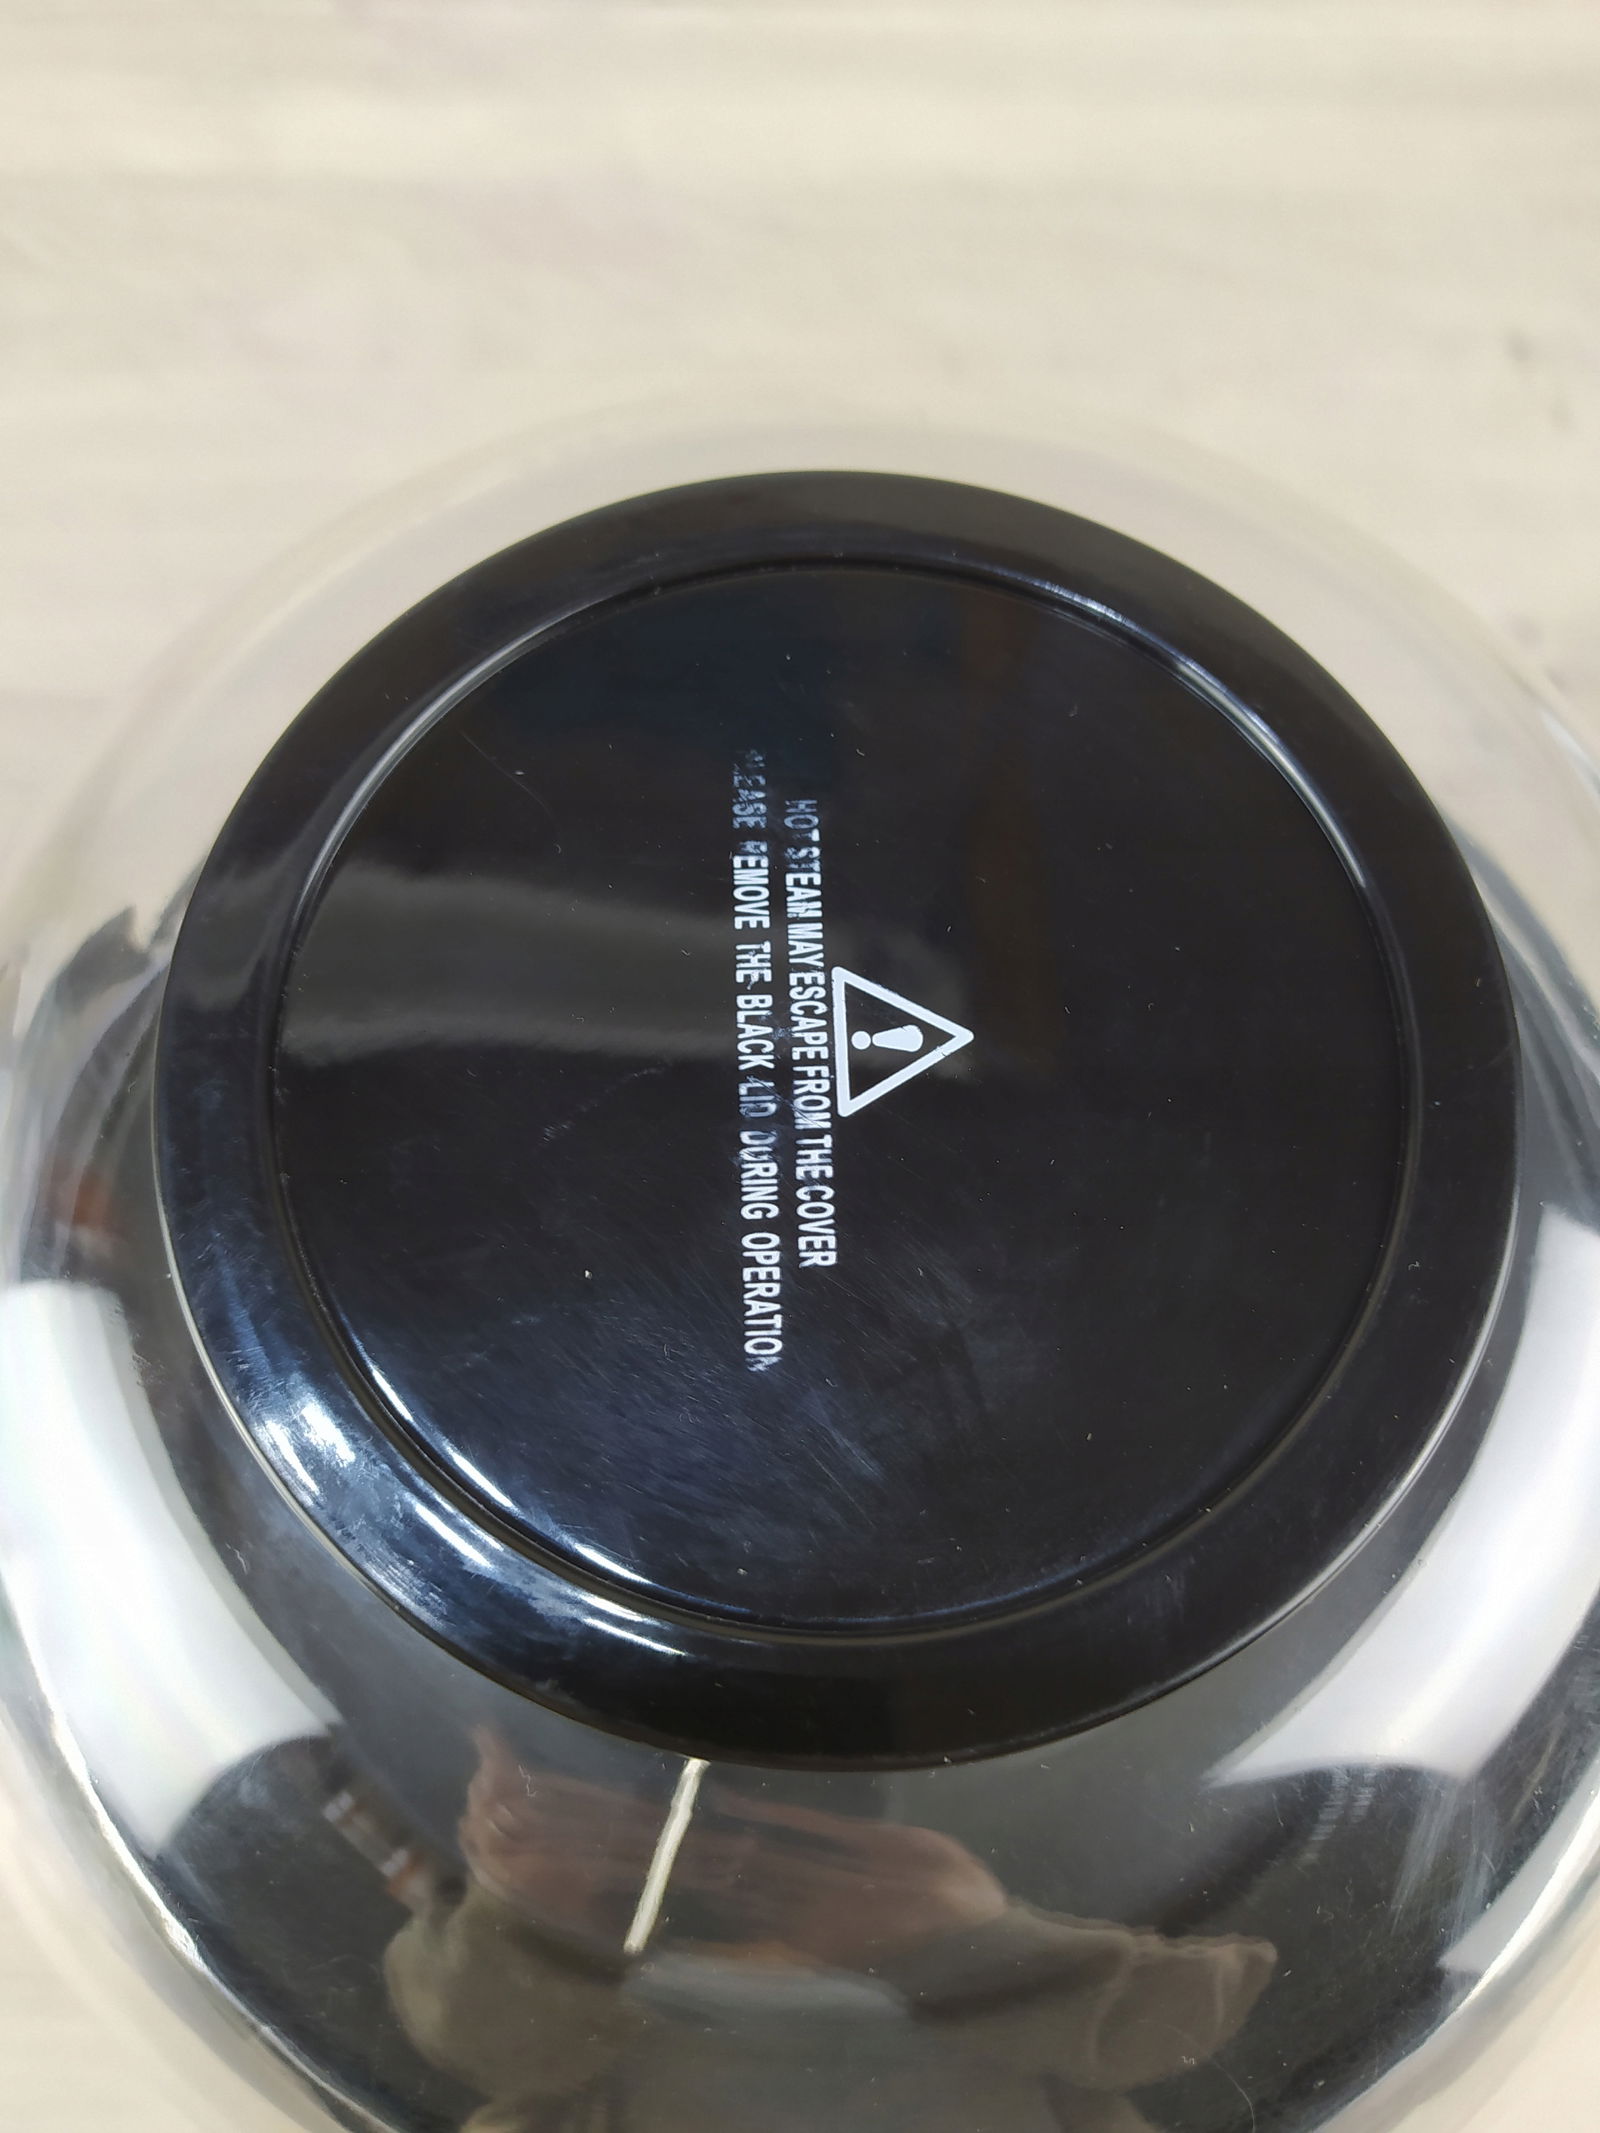 HOT STEAM MAY ESCAPE FROM THE COVER
PLEASE REMOVE THE BLACK LID DURING OPERATION